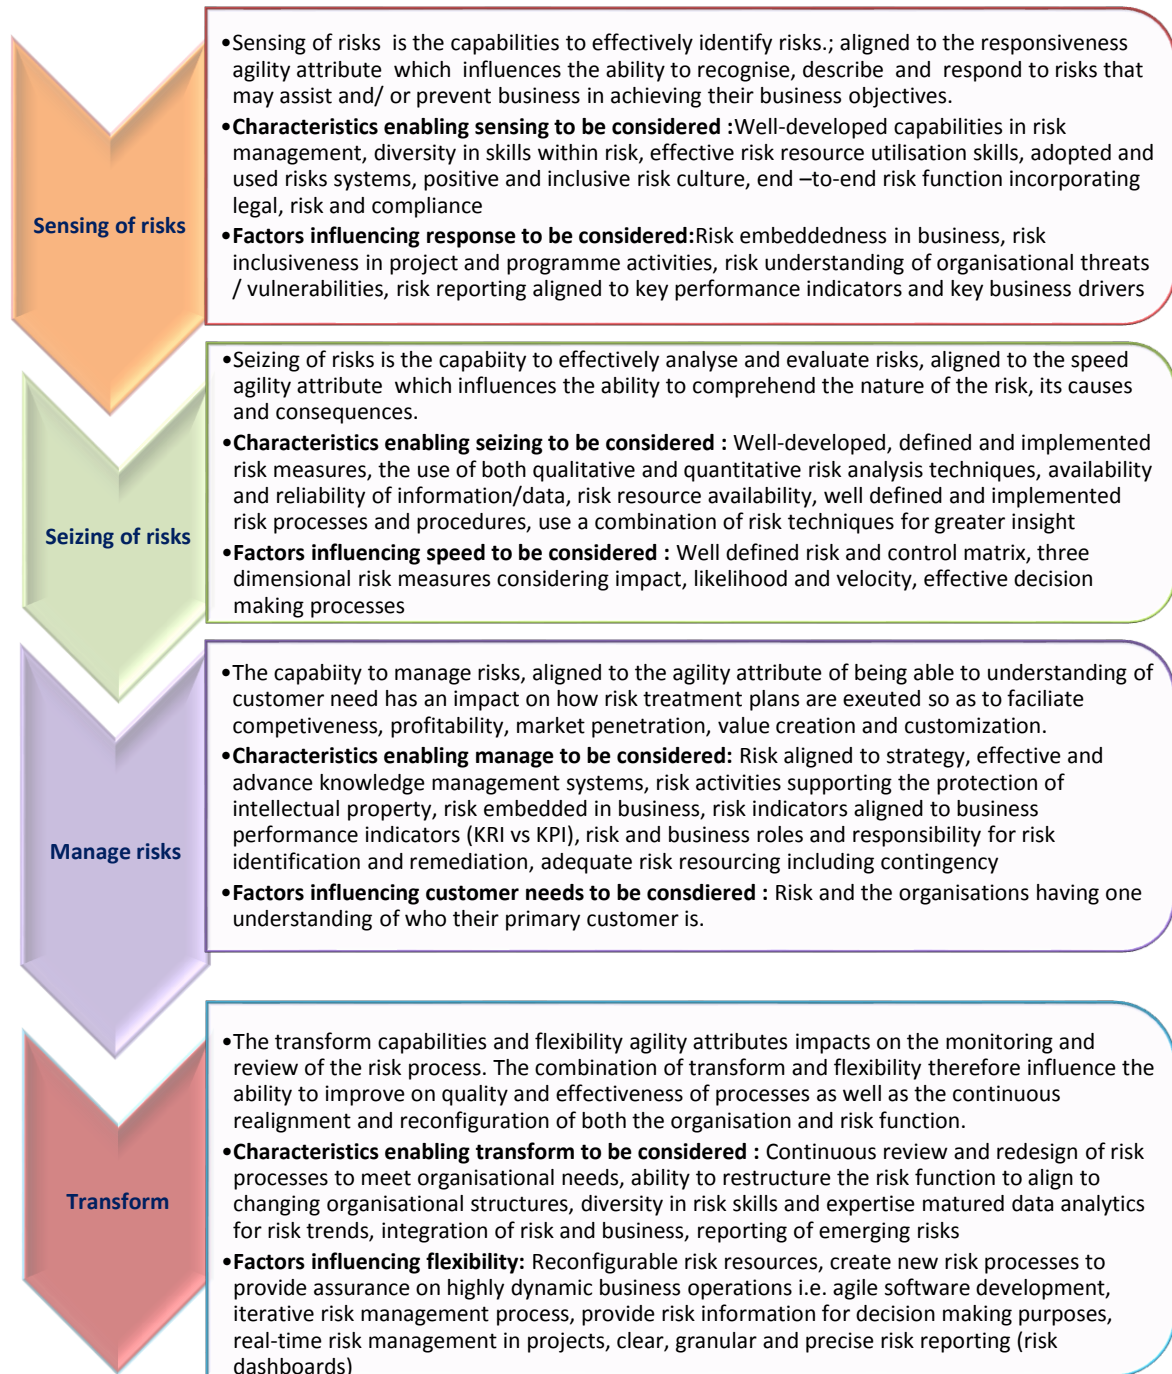 •Sensing of risks  is the capabilities to effectively identify risks.; aligned to the responsiveness
agility attribute  which  influences the ability to recognise, describe  and  respond to risks that
may assist and/ or prevent business in achieving their business objectives.
•Characteristics enabling sensing to be considered :Well-developed capabilities in risk
management, diversity in skills within risk, effective risk resource utilisation skills, adopted and
used risks systems, positive and inclusive risk culture, end –to-end risk function incorporating
legal, risk and compliance
•Factors influencing response to be considered:Risk embeddedness in business, risk
inclusiveness in project and programme activities, risk understanding of organisational threats
/ vulnerabilities, risk reporting aligned to key performance indicators and key business drivers
Sensing of risks
•Seizing of risks is the capabiity to effectively analyse and evaluate risks, aligned to the speed
agility attribute  which influences the ability to comprehend the nature of the risk, its causes
and consequences.
•Characteristics enabling seizing to be considered : Well-developed, defined and implemented
risk measures, the use of both qualitative and quantitative risk analysis techniques, availability
and reliability of information/data, risk resource availability, well defined and implemented
risk processes and procedures, use a combination of risk techniques for greater insight
•Factors influencing speed to be considered : Well defined risk and control matrix, three
dimensional risk measures considering impact, likelihood and velocity, effective decision
making processes
Seizing of risks
•The capabiity to manage risks, aligned to the agility attribute of being able to understanding of
customer need has an impact on how risk treatment plans are exeuted so as to faciliate
competiveness, profitability, market penetration, value creation and customization.
•Characteristics enabling manage to be considered: Risk aligned to strategy, effective and
advance knowledge management systems, risk activities supporting the protection of
intellectual property, risk embedded in business, risk indicators aligned to business
performance indicators (KRI vs KPI), risk and business roles and responsibility for risk
identification and remediation, adequate risk resourcing including contingency
•Factors influencing customer needs to be consdiered : Risk and the organisations having one
understanding of who their primary customer is.
Manage risks
•The transform capabilities and flexibility agility attributes impacts on the monitoring and
review of the risk process. The combination of transform and flexibility therefore influence the
ability to improve on quality and effectiveness of processes as well as the continuous
realignment and reconfiguration of both the organisation and risk function.
•Characteristics enabling transform to be considered : Continuous review and redesign of risk
processes to meet organisational needs, ability to restructure the risk function to align to
changing organisational structures, diversity in risk skills and expertise matured data analytics
for risk trends, integration of risk and business, reporting of emerging risks
•Factors influencing flexibility: Reconfigurable risk resources, create new risk processes to
provide assurance on highly dynamic business operations i.e. agile software development,
iterative risk management process, provide risk information for decision making purposes,
real-time risk management in projects, clear, granular and precise risk reporting (risk
dashboards)
Transform